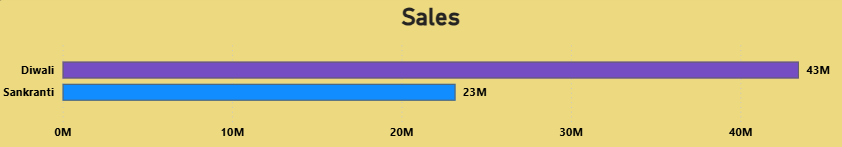 Sales
Diwali 43M
Sankranti 23M
0M 10M 20M 30M 40M